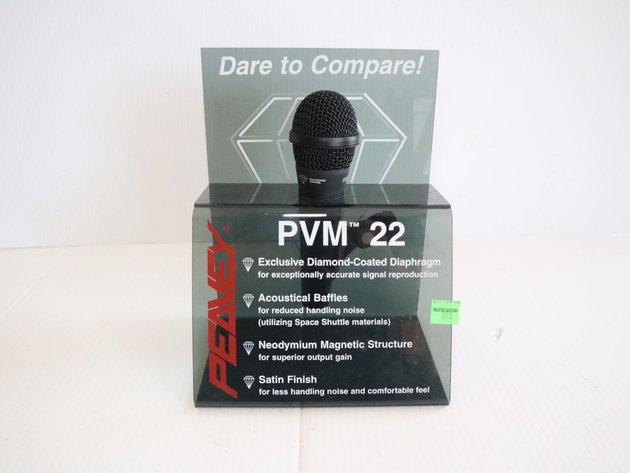 Dare to Compare!
PVM™ 22
PEAVEY®
Exclusive Diamond-Coated Diaphragm
for exceptionally accurate signal reproduction
Acoustical Baffles
for reduced handling noise
(utilizing Space Shuttle materials)
Neodymium Magnetic Structure
for superior output gain
Satin Finish
for less handling noise and comfortable feel